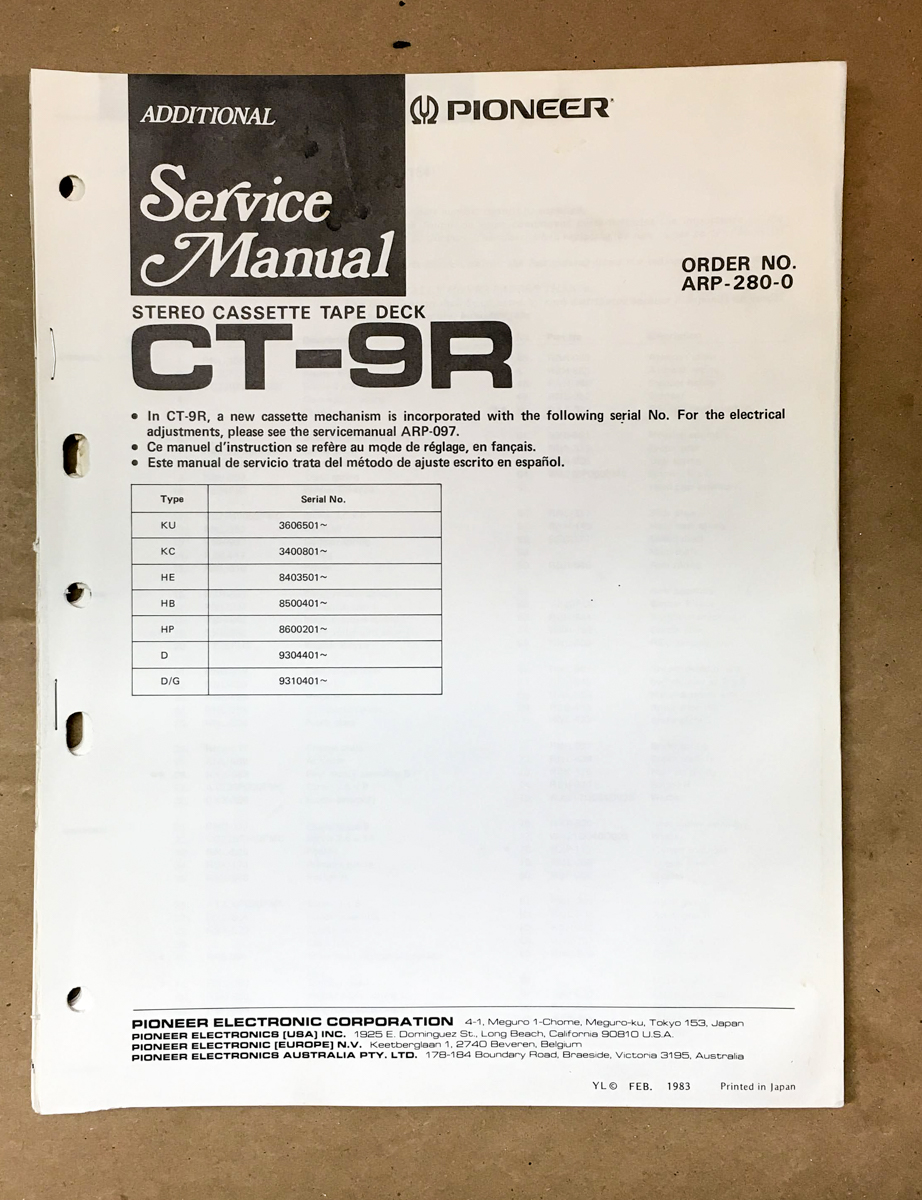 ADDITIONAL
Service
Manual
PIONEER®
ORDER NO.
ARP-280-0
STEREO CASSETTE TAPE DECK
CT-9R
• In CT-9R, a new cassette mechanism is incorporated with the following serial No. For the electrical
adjustments, please see the servicemanual ARP-097.
• Ce manuel d'instruction se refère au mode de réglage, en fançais.
• Este manual de servicio trata del método de ajuste escrito en español.
Type Serial No.
KU 3606501~
KC 3400801~
HE 8403501~
HB 8500401~
HP 8600201~
D 9304401~
D/G 9310401~
PIONEER ELECTRONIC CORPORATION 4-1, Meguro 1-Chome, Meguro-ku, Tokyo 153, Japan
PIONEER ELECTRONICS [USA] INC. 1925 E. Dominguez St., Long Beach, California 90810 U.S.A.
PIONEER ELECTRONIC [EUROPE] N.V. Keetberglaan 1, 2740 Beveren, Belgium
PIONEER ELECTRONICS AUSTRALIA PTY. LTD. 178-184 Boundary Road, Braeside, Victoria 3195, Australia
YL © FEB. 1983 Printed in Japan